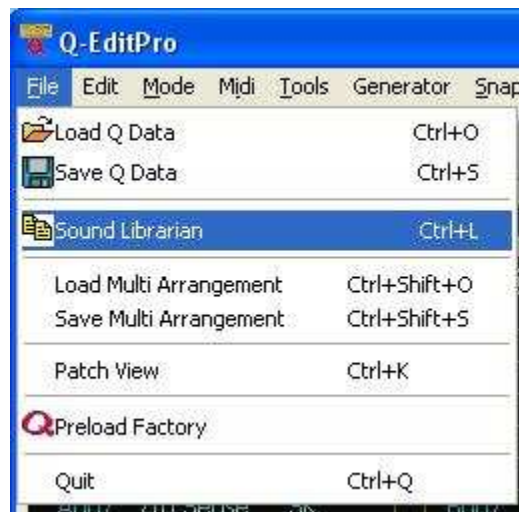 Q-EditPro
File Edit Mode Midi Tools Generator Snap
Load Q Data Ctrl+O
Save Q Data Ctrl+S
Sound Librarian Ctrl+L
Load Multi Arrangement Ctrl+Shift+O
Save Multi Arrangement Ctrl+Shift+S
Patch View Ctrl+K
Preload Factory
Quit Ctrl+Q